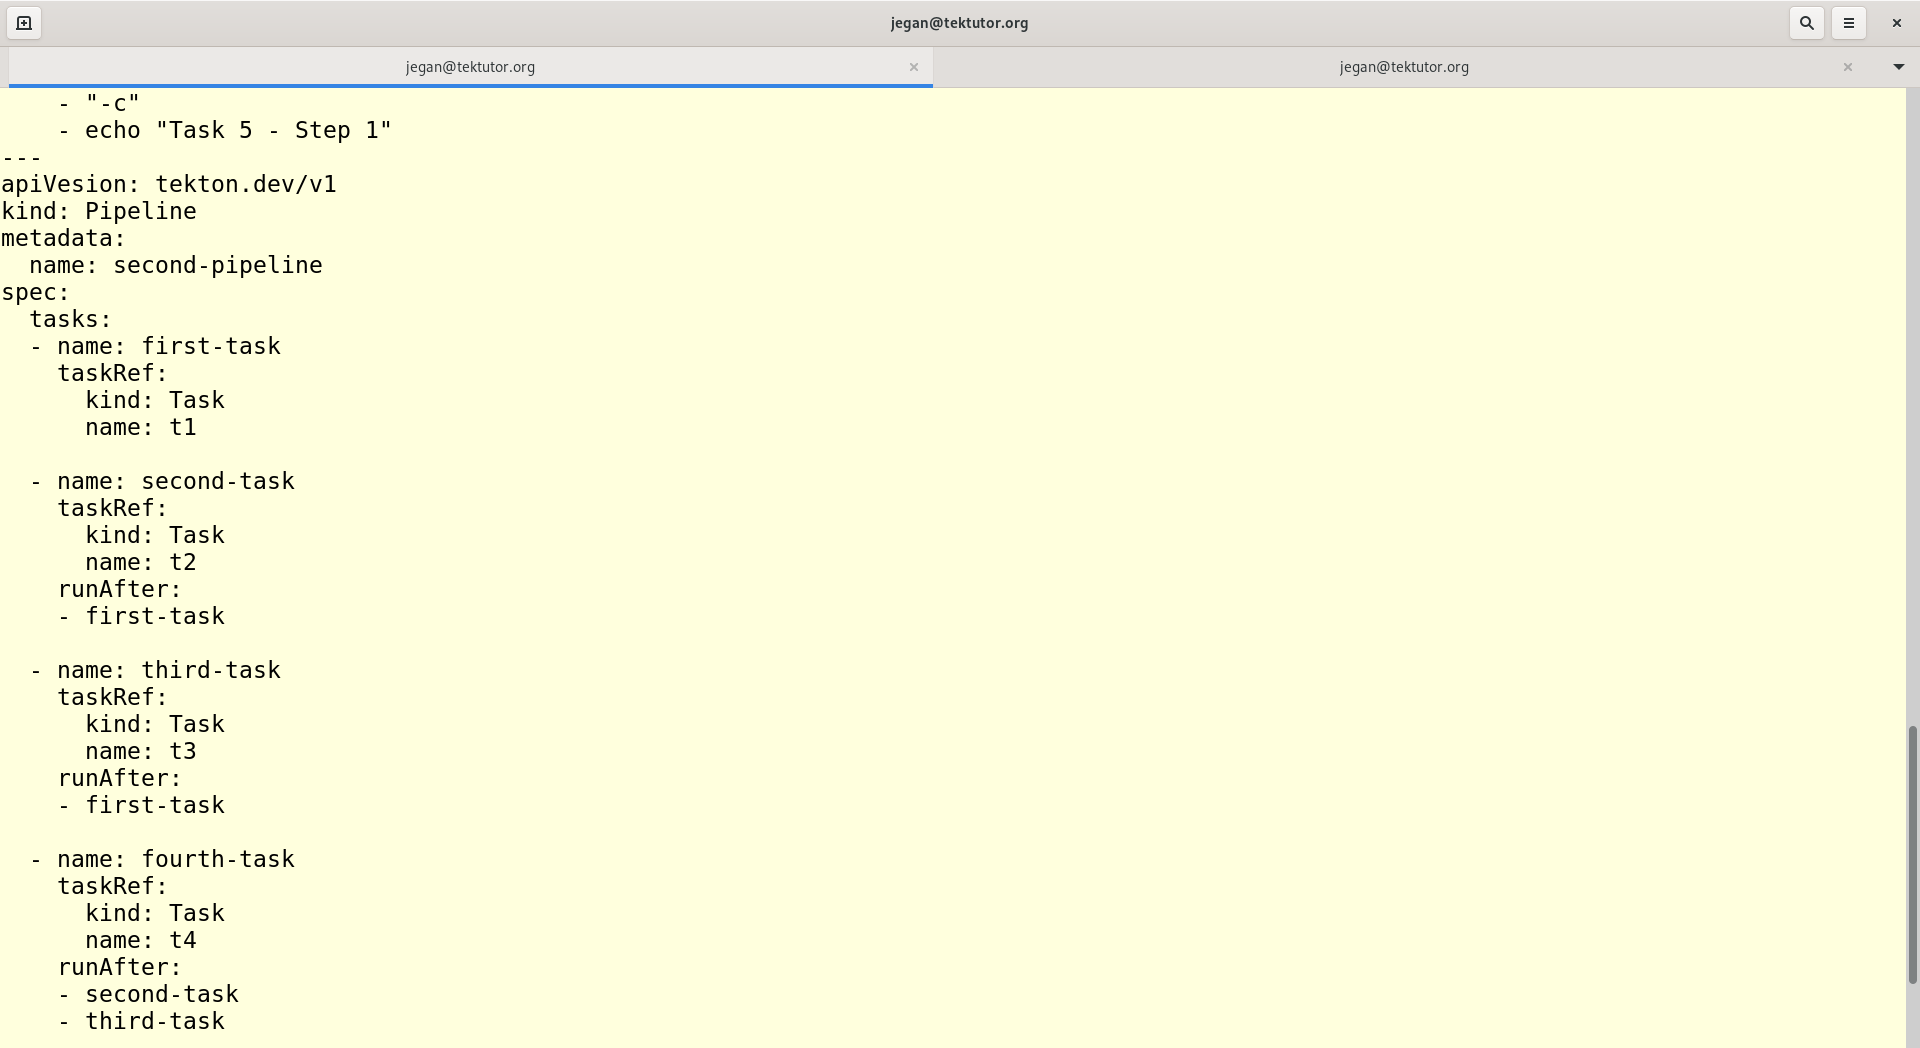 jegan@tektutor.org
jegan@tektutor.org
jegan@tektutor.org
    - "-c"
    - echo "Task 5 - Step 1"
---
apiVesion: tekton.dev/v1
kind: Pipeline
metadata:
  name: second-pipeline
spec:
  tasks:
  - name: first-task
    taskRef:
      kind: Task
      name: t1

  - name: second-task
    taskRef:
      kind: Task
      name: t2
    runAfter:
    - first-task

  - name: third-task
    taskRef:
      kind: Task
      name: t3
    runAfter:
    - first-task

  - name: fourth-task
    taskRef:
      kind: Task
      name: t4
    runAfter:
    - second-task
    - third-task